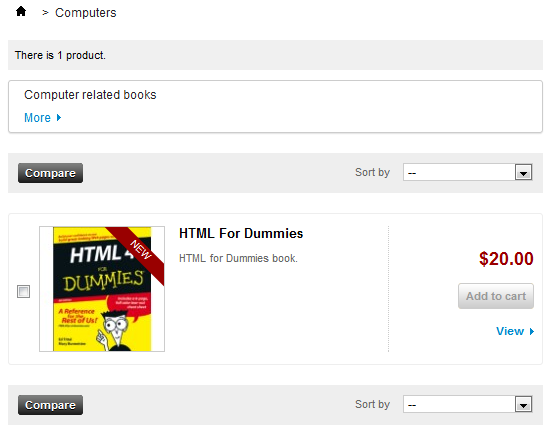 > Computers
There is 1 product.
Computer related books
More
Compare
Sort by
--
NEW
HTML 4
FOR
DUMMIES
A Reference
for the
Rest of Us!
HTML For Dummies
HTML for Dummies book.
$20.00
Add to cart
View
Compare
Sort by
--